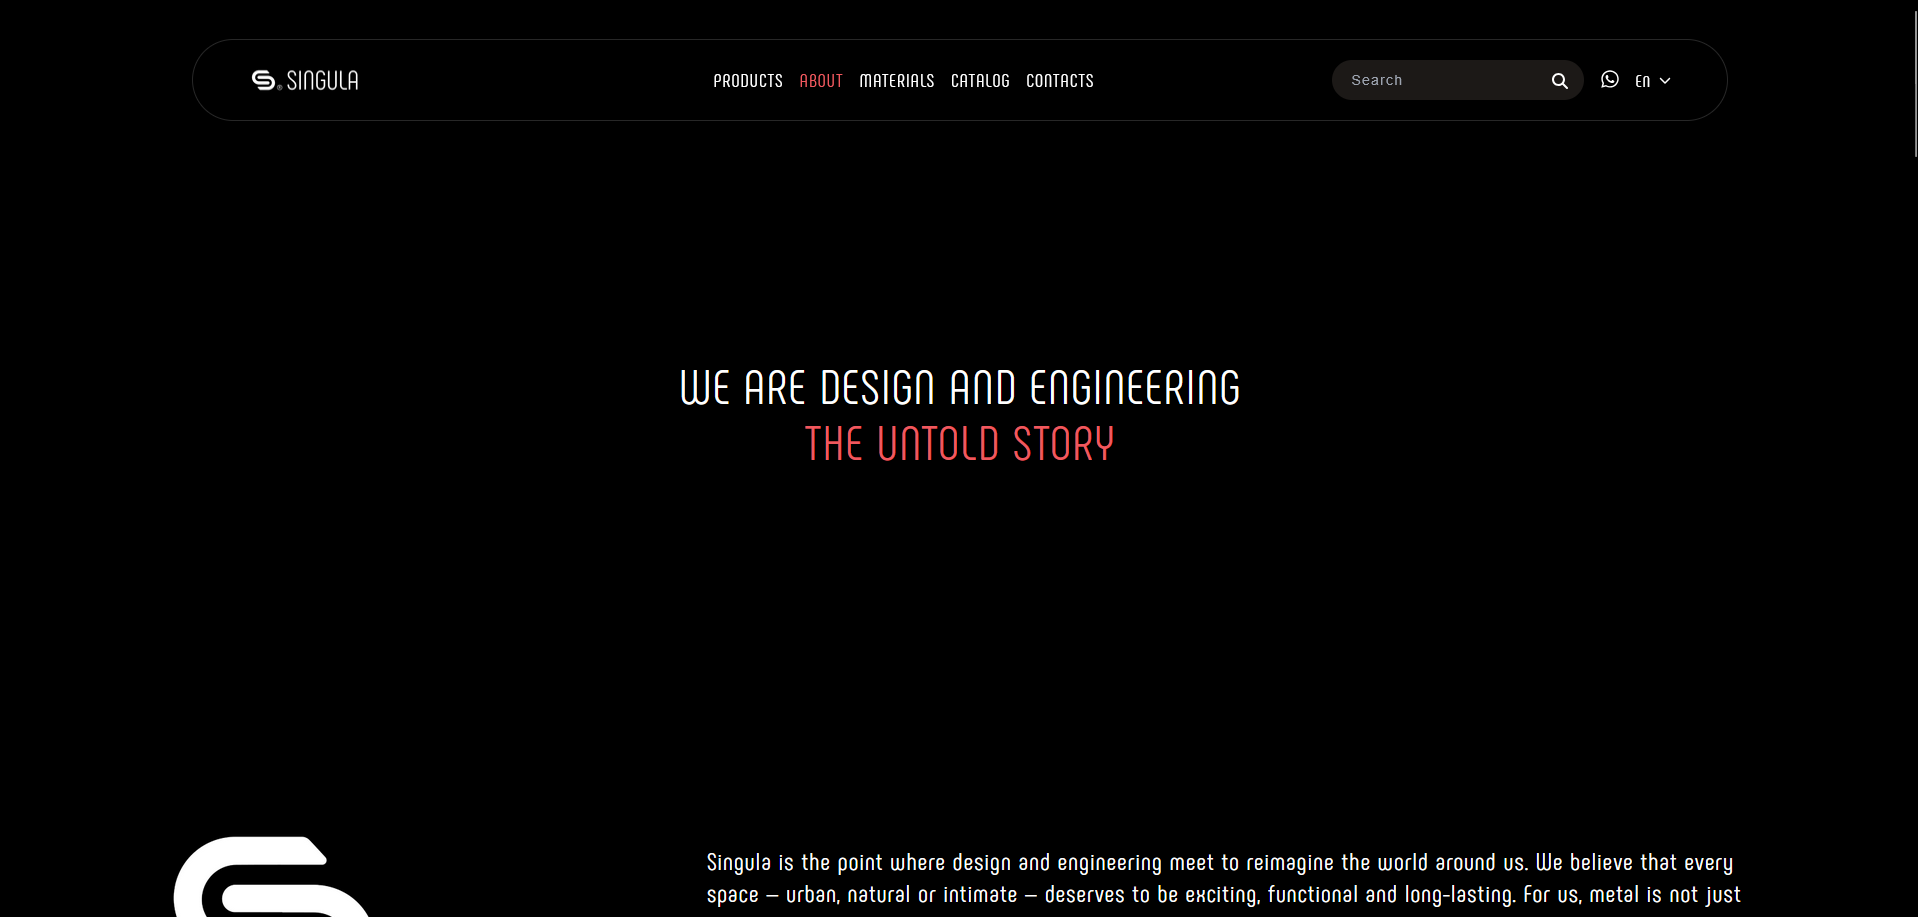 SINGULA
PRODUCTS ABOUT MATERIALS CATALOG CONTACTS
Search
En
WE ARE DESIGN AND ENGINEERING
THE UNTOLD STORY
Singula is the point where design and engineering meet to reimagine the world around us. We believe that every
space – urban, natural or intimate – deserves to be exciting, functional and long-lasting. For us, metal is not just